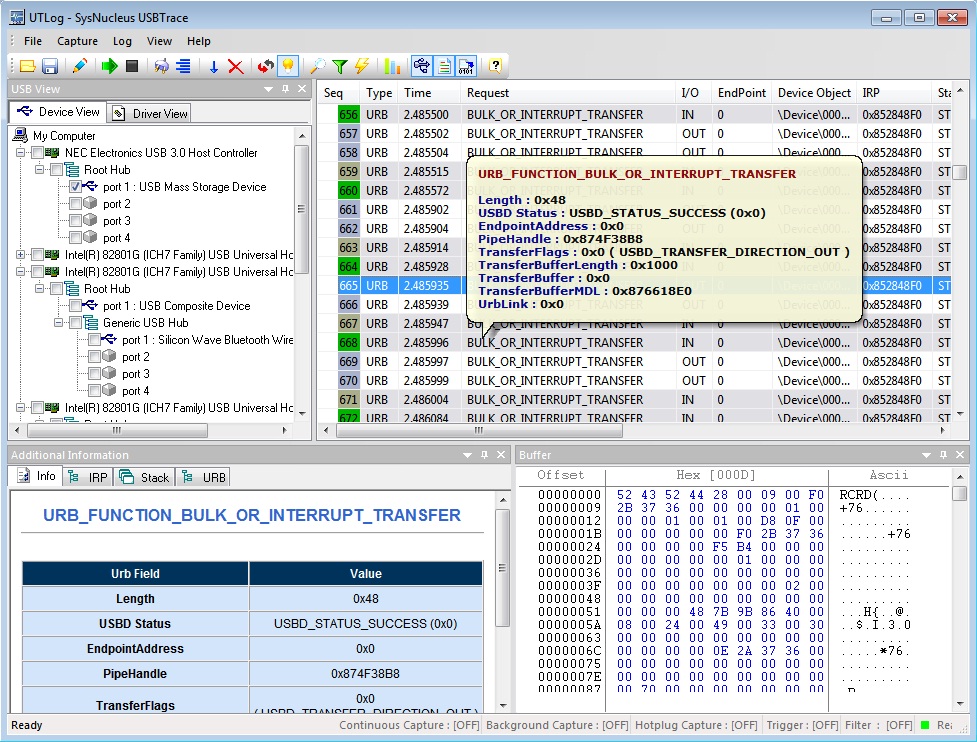 UTLog - SysNucleus USBTrace
File Capture Log View Help
USB View
Device View Driver View
My Computer
NEC Electronics USB 3.0 Host Controller
Root Hub
port 1 : USB Mass Storage Device
port 2
port 3
port 4
Intel(R) 82801G (ICH7 Family) USB Universal Ho
Intel(R) 82801G (ICH7 Family) USB Universal Ho
Root Hub
port 1 : USB Composite Device
Generic USB Hub
port 1 : Silicon Wave Bluetooth Wire
port 2
port 3
port 4
Intel(R) 82801G (ICH7 Family) USB Universal Ho
Seq Type Time Request I/O EndPoint Device Object IRP Sta
656 URB 2.485500 BULK_OR_INTERRUPT_TRANSFER IN 0 \Device\000... 0x852848F0 ST
657 URB 2.485502 BULK_OR_INTERRUPT_TRANSFER OUT 0 \Device\000... 0x852848F0 ST
658 URB 2.485504 BULK_OR_INTERRUPT_TRANSFER OUT 0 \Device\000... 0x852848F0 ST
659 URB 2.485515 0x852848F0 ST
660 URB 2.485572 0x852848F0 ST
661 URB 2.485902 0x852848F0 ST
662 URB 2.485904 0x852848F0 ST
663 URB 2.485914 0x852848F0 ST
664 URB 2.485928 0x852848F0 ST
665 URB 2.485935 0x852848F0 ST
666 URB 2.485939 0x852848F0 ST
667 URB 2.485947 BULK_OR_INTERRUPT_TRANSFER IN 0 \Device\000... 0x852848F0 ST
668 URB 2.485996 BULK_OR_INTERRUPT_TRANSFER IN 0 \Device\000... 0x852848F0 ST
669 URB 2.485997 BULK_OR_INTERRUPT_TRANSFER OUT 0 \Device\000... 0x852848F0 ST
670 URB 2.485999 BULK_OR_INTERRUPT_TRANSFER OUT 0 \Device\000... 0x852848F0 ST
671 URB 2.486004 BULK_OR_INTERRUPT_TRANSFER IN 0 \Device\000... 0x852848F0 ST
672 URB 2.486084 BULK_OR_INTERRUPT_TRANSFER IN 0 \Device\000... 0x852848F0 ST
URB_FUNCTION_BULK_OR_INTERRUPT_TRANSFER
Length : 0x48
USBD Status : USBD_STATUS_SUCCESS (0x0)
EndpointAddress : 0x0
PipeHandle : 0x874F38B8
TransferFlags : 0x0 ( USBD_TRANSFER_DIRECTION_OUT )
TransferBufferLength : 0x1000
TransferBuffer : 0x0
TransferBufferMDL : 0x876618E0
UrbLink : 0x0
Additional Information
Info IRP Stack URB
URB_FUNCTION_BULK_OR_INTERRUPT_TRANSFER
Urb Field Value
Length 0x48
USBD Status USBD_STATUS_SUCCESS (0x0)
EndpointAddress 0x0
PipeHandle 0x874F38B8
TransferFlags 0x0
( USBD_TRANSFER_DIRECTION_OUT )
Buffer
Offset Hex [000D] Ascii
00000000 52 43 52 44 28 00 09 00 F0 RCRD(....
00000009 2B 37 36 00 00 00 00 01 00 +76......
00000012 00 00 01 00 01 00 D8 0F 00 .........
0000001B 00 00 00 00 00 F0 2B 37 36 ......+76
00000024 00 00 00 00 F5 B4 00 00 00 .........
0000002D 00 00 00 00 00 01 00 00 00 .........
00000036 00 00 00 00 00 00 00 00 00 .........
0000003F 00 00 00 00 00 00 00 02 00 .........
00000048 00 00 00 00 00 00 00 00 00 .........
00000051 00 00 00 48 7B 9B 86 40 00 ...H{..@.
0000005A 08 00 24 00 49 00 33 00 30 ..$.I.3.0
00000063 00 00 00 00 00 00 00 00 00 .........
0000006C 00 00 00 00 0E 2A 37 36 00 .....*76.
00000075 00 00 00 00 00 00 00 00 00 .........
0000007E 00 00 00 00 00 00 00 00 00 .........
00000087 00 70 00 00 00 00 00 00 00
Ready Continuous Capture : [OFF] Background Capture : [OFF] Hotplug Capture : [OFF] Trigger : [OFF] Filter : [OFF] Re